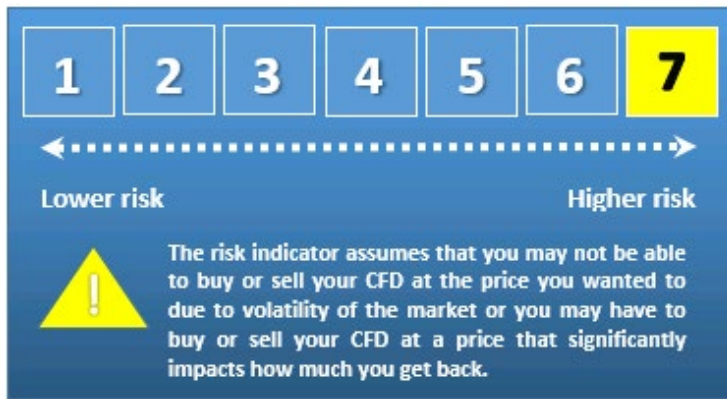 1 2 3 4 5 6 7
Lower risk Higher risk
!
The risk indicator assumes that you may not be able
to buy or sell your CFD at the price you wanted to
due to volatility of the market or you may have to
buy or sell your CFD at a price that significantly
impacts how much you get back.